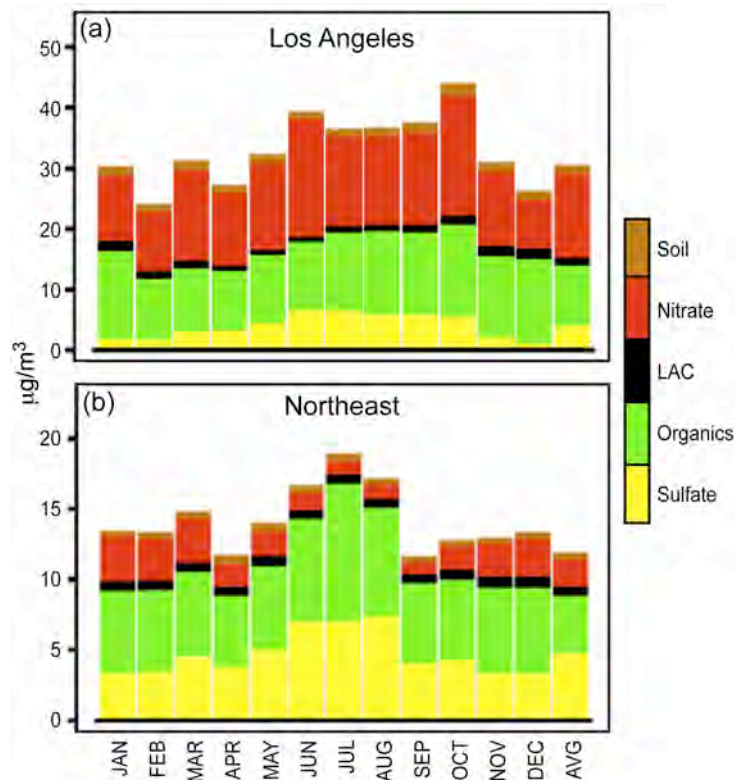 (a)
Los Angeles
50
40
30
20
10
0
µg/m³
Soil
Nitrate
LAC
Organics
Sulfate
(b)
Northeast
20
15
10
5
0
JAN
FEB
MAR
APR
MAY
JUN
JUL
AUG
SEP
OCT
NOV
DEC
AVG